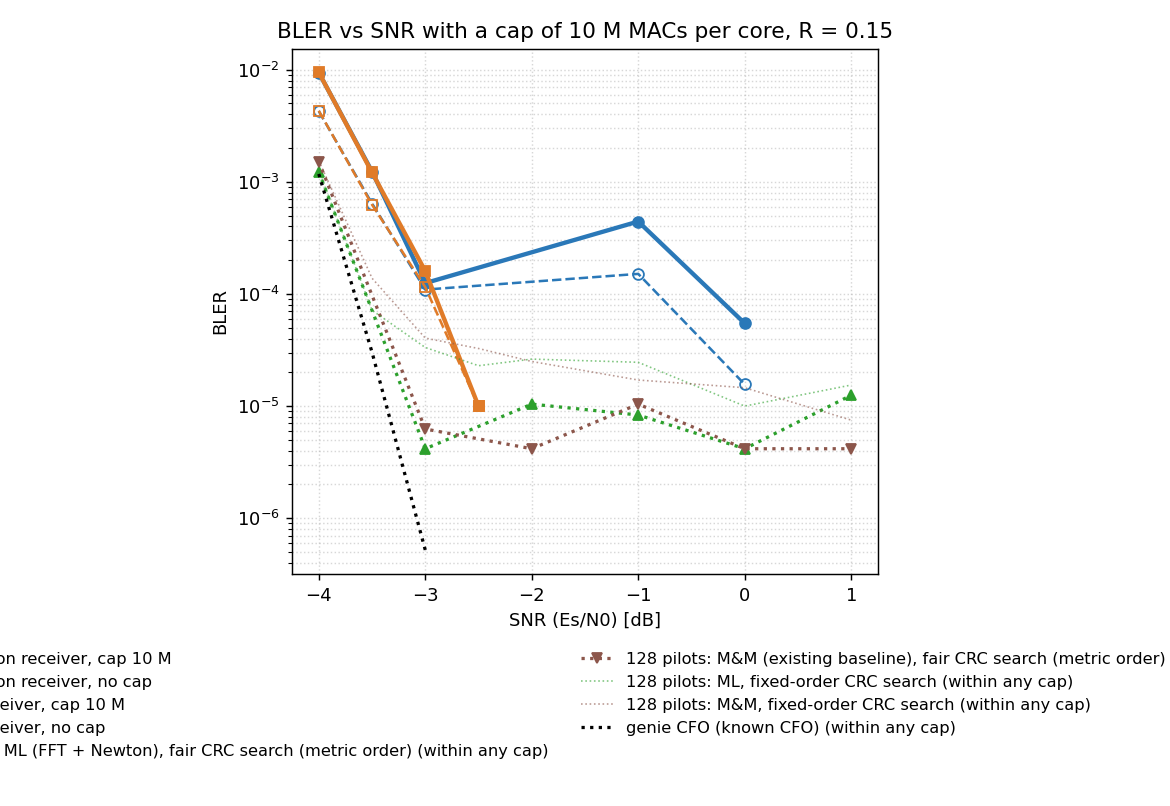 BLER vs SNR with a cap of 10 M MACs per core, R = 0.15
10⁻²
10⁻³
10⁻⁴
10⁻⁵
10⁻⁶
BLER
−4
−3
−2
−1
0
1
SNR (Es/N0) [dB]
on receiver, cap 10 M
on receiver, no cap
eiver, cap 10 M
eiver, no cap
ML (FFT + Newton), fair CRC search (metric order) (within any cap)
128 pilots: M&M (existing baseline), fair CRC search (metric order)
128 pilots: ML, fixed-order CRC search (within any cap)
128 pilots: M&M, fixed-order CRC search (within any cap)
genie CFO (known CFO) (within any cap)